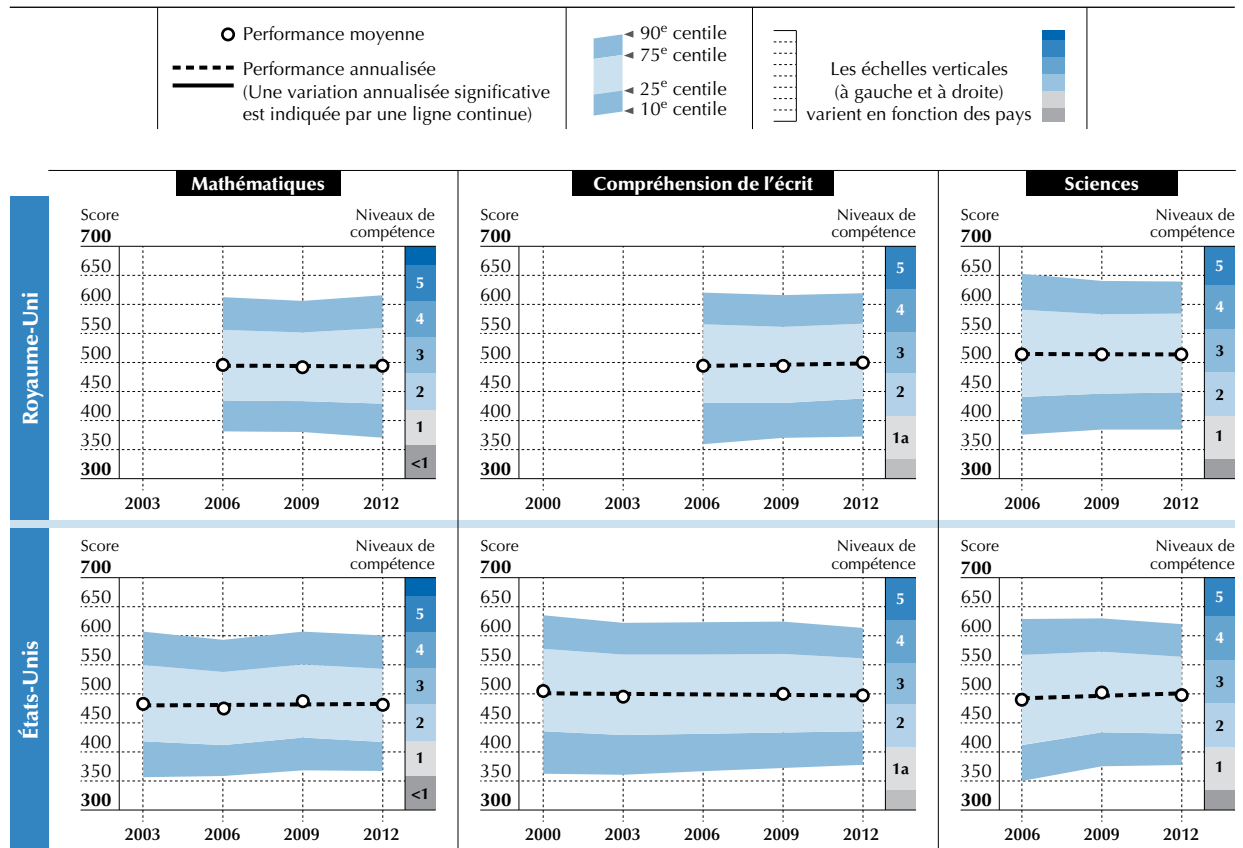 Performance moyenne
Performance annualisée
(Une variation annualisée significative
est indiquée par une ligne continue)
90e centile
75e centile
25e centile
10e centile
Les échelles verticales
(à gauche et à droite)
varient en fonction des pays
Mathématiques
Compréhension de l'écrit
Sciences
Royaume-Uni
Score
700
650
600
550
500
450
400
350
300
Niveaux de
compétence
5
4
3
2
1
<1
2003 2006 2009 2012
Score
700
650
600
550
500
450
400
350
300
Niveaux de
compétence
5
4
3
2
1a
2000 2003 2006 2009 2012
Score
700
650
600
550
500
450
400
350
300
Niveaux de
compétence
5
4
3
2
1
2006 2009 2012
États-Unis
Score
700
650
600
550
500
450
400
350
300
Niveaux de
compétence
5
4
3
2
1
<1
2003 2006 2009 2012
Score
700
650
600
550
500
450
400
350
300
Niveaux de
compétence
5
4
3
2
1a
2000 2003 2006 2009 2012
Score
700
650
600
550
500
450
400
350
300
Niveaux de
compétence
5
4
3
2
1
2006 2009 2012